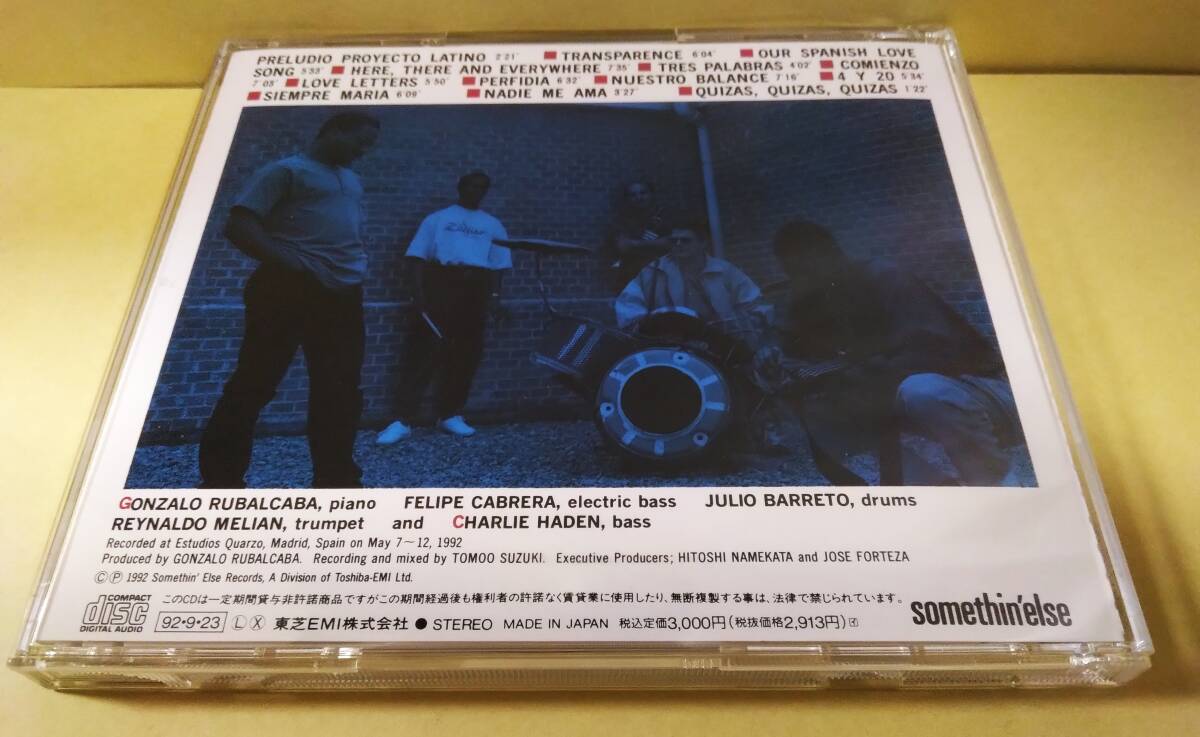 PRELUDIO PROYECTO LATINO 2'21" ■ TRANSPARENCE 6'04" ■ OUR SPANISH LOVE
SONG 5'33" ■ HERE, THERE AND EVERYWHERE 7'35" ■ TRES PALABRAS 4'02" ■ COMIENZO
7'03" ■ LOVE LETTERS 5'50" ■ PERFIDIA 6'32" ■ NUESTRO BALANCE 7'16" ■ 4 Y 20 5'34"
■ SIEMPRE MARIA 6'09" ■ NADIE ME AMA 3'27" ■ QUIZAS, QUIZAS, QUIZAS 1'22"
Zildjian
GONZALO RUBALCABA, piano FELIPE CABRERA, electric bass JULIO BARRETO, drums
REYNALDO MELIAN, trumpet and CHARLIE HADEN, bass
Recorded at Estudios Quarzo, Madrid, Spain on May 7~12, 1992
Produced by GONZALO RUBALCABA. Recording and mixed by TOMOO SUZUKI. Executive Producers; HITOSHI NAMEKATA and JOSE FORTEZA
©℗ 1992 Somethin' Else Records, A Division of Toshiba-EMI Ltd.
COMPACT disc DIGITAL AUDIO
このCDは一定期間貸与非許諾商品ですがこの期間経過後も権利者の許諾なく賃貸業に使用したり、無断複製する事は、法律で禁じられています。
92・9・23 Ⓛ Ⓧ 東芝EMI株式会社 ● STEREO MADE IN JAPAN 税込定価3,000円(税抜価格2,913円)
somethin'else